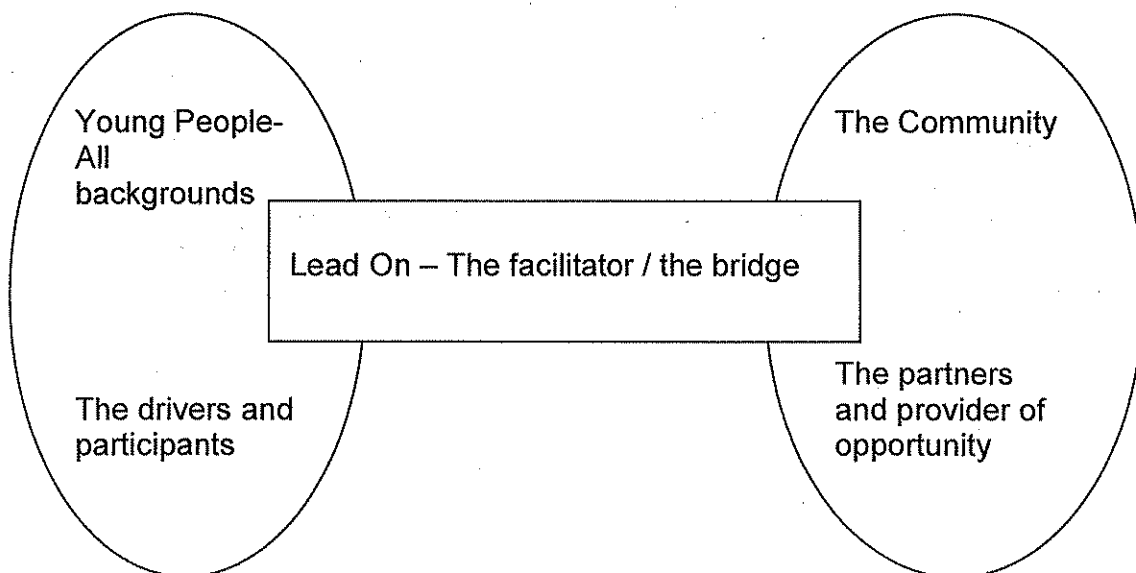 Young People-
All
backgrounds
The drivers and
participants
Lead On – The facilitator / the bridge
The Community
The partners
and provider of
opportunity